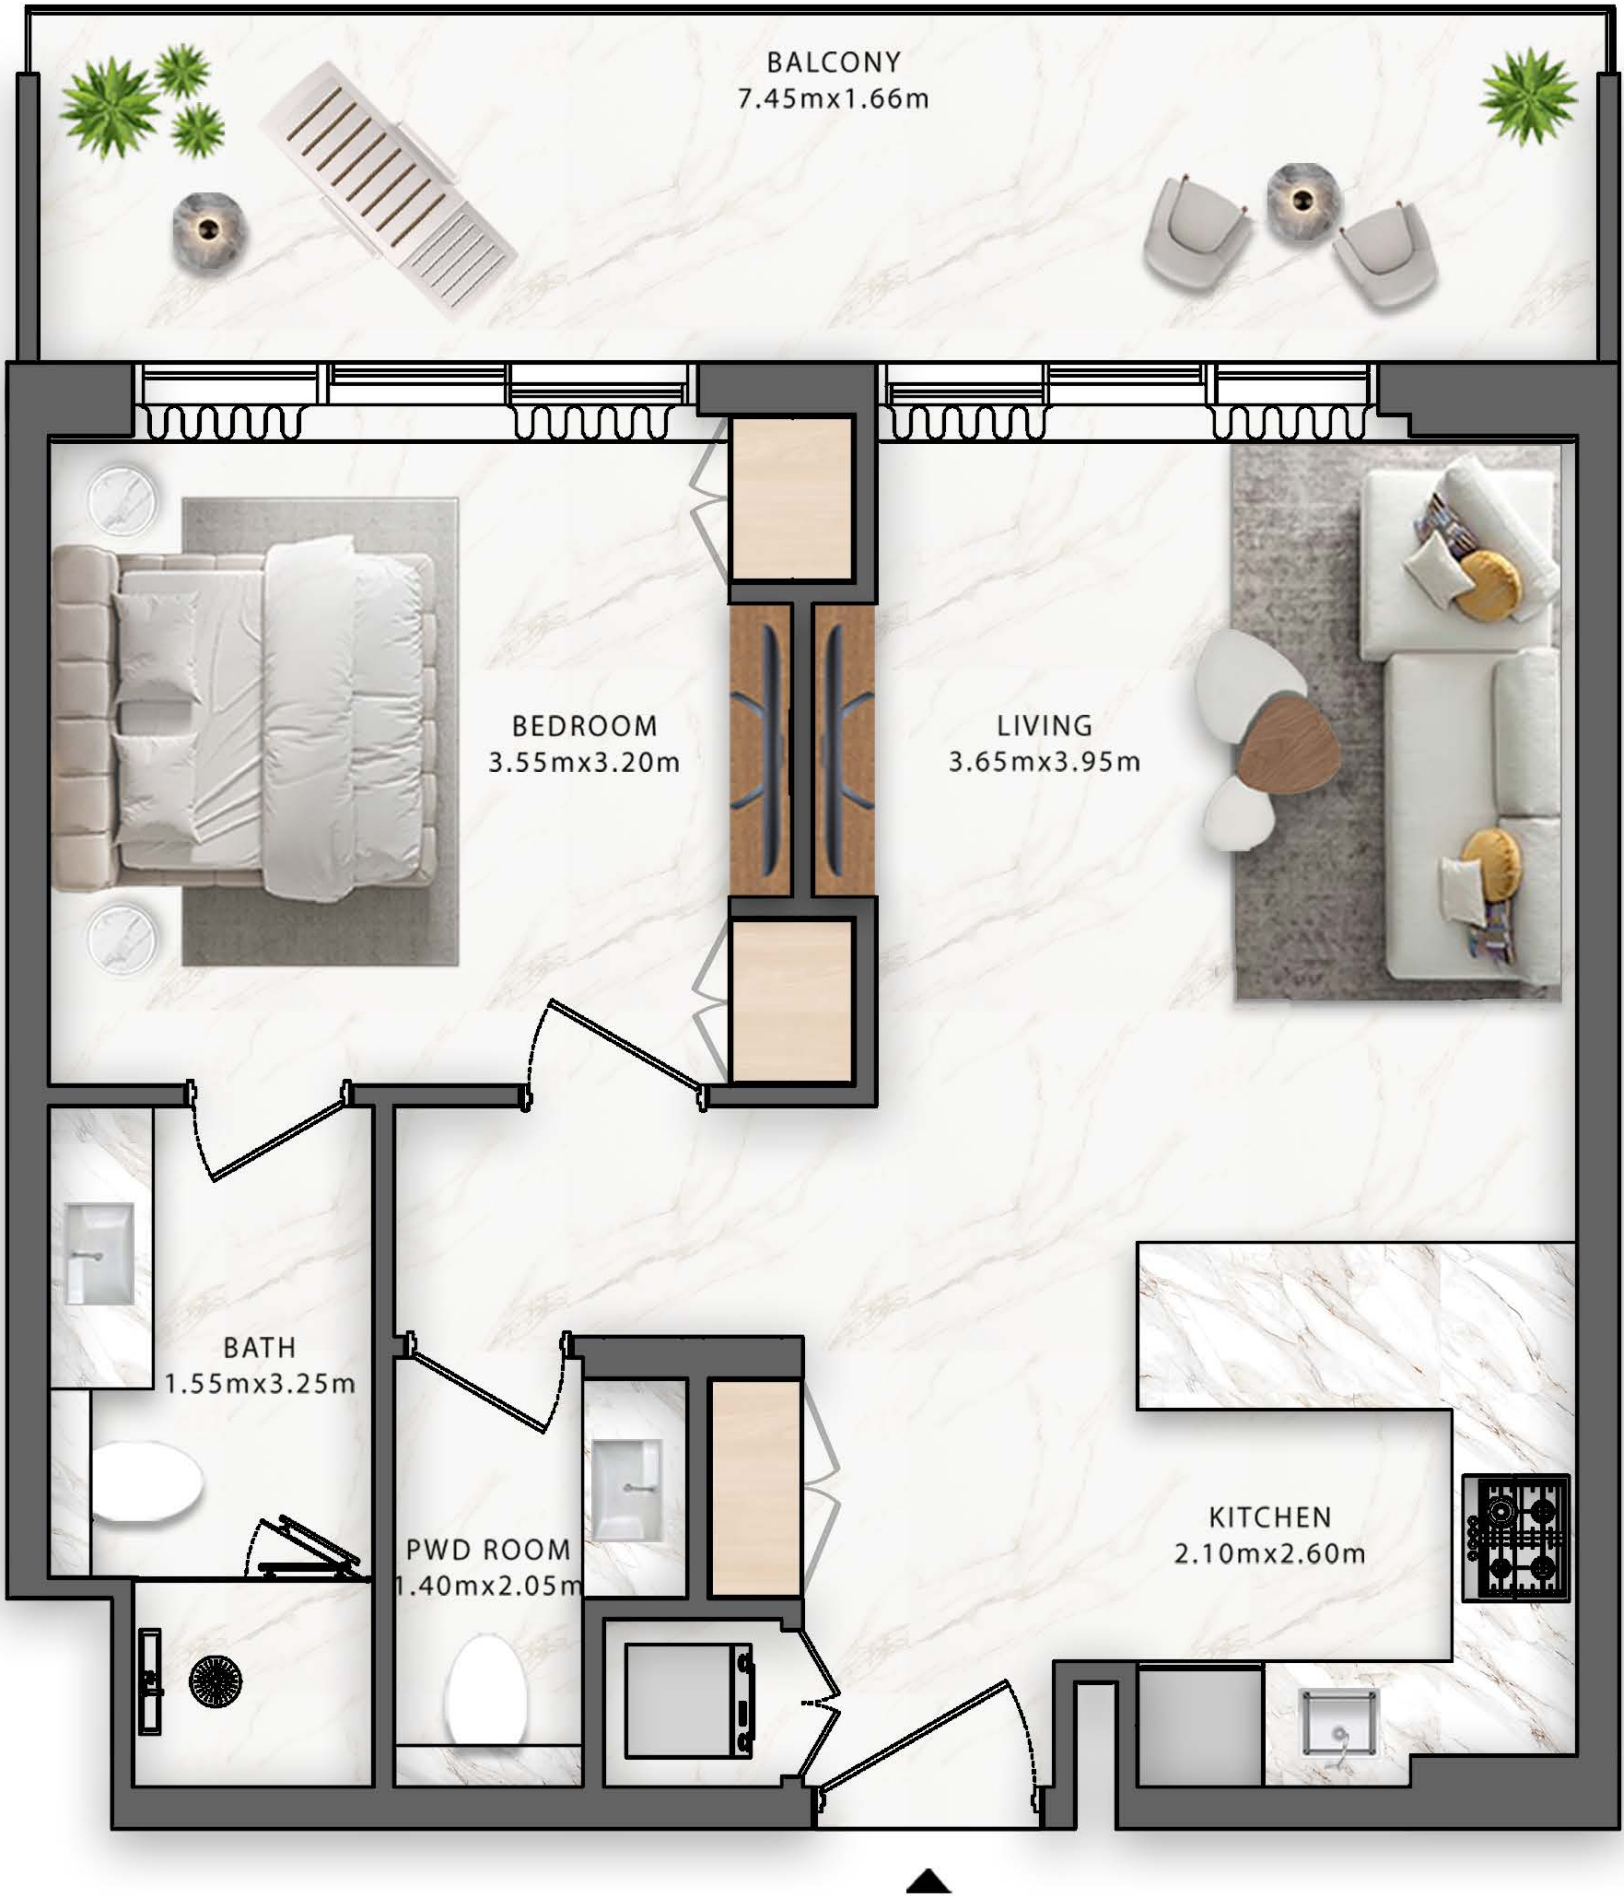 BALCONY
7.45mx1.66m
BEDROOM
3.55mx3.20m
LIVING
3.65mx3.95m
BATH
1.55mx3.25m
PWD ROOM
1.40mx2.05m
KITCHEN
2.10mx2.60m